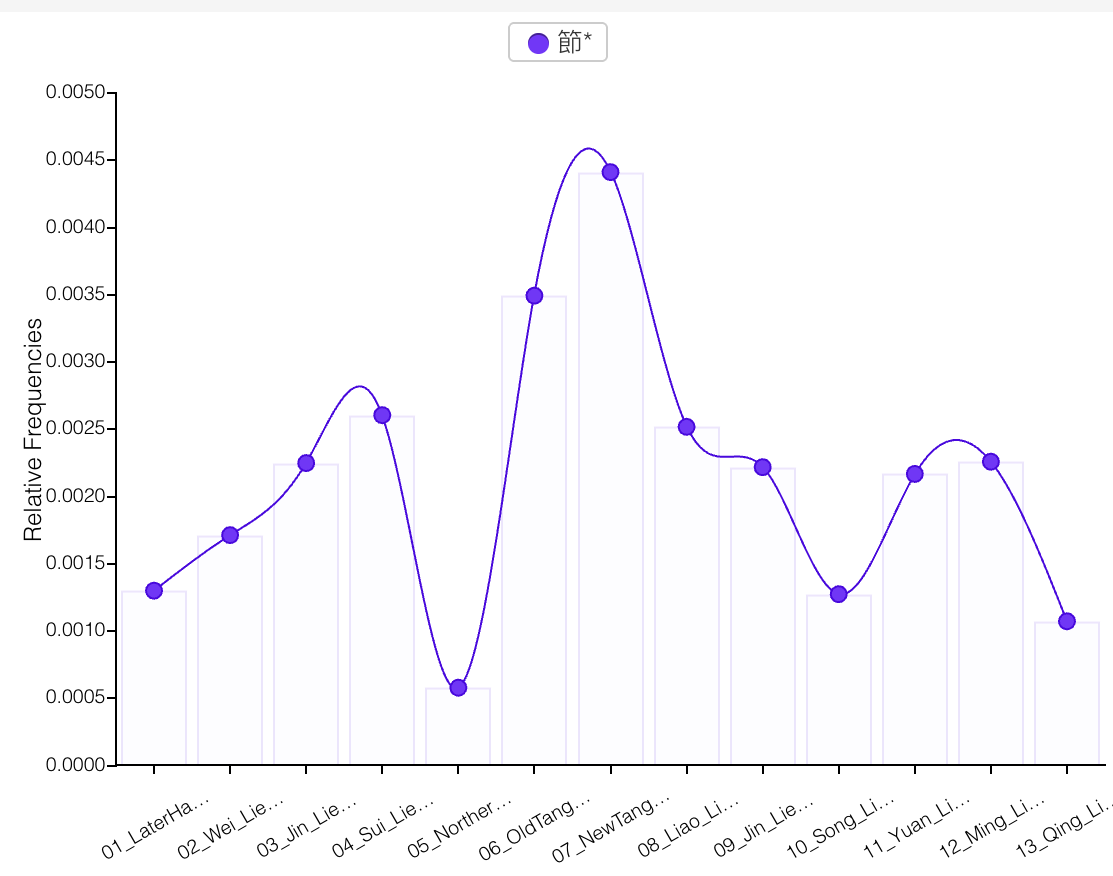 節*
0.0050
0.0045
0.0040
0.0035
0.0030
0.0025
0.0020
0.0015
0.0010
0.0005
0.0000
Relative Frequencies
01_LaterHa...
02_Wei_Lie...
03_Jin_Lie...
04_Sui_Lie...
05_Norther...
06_OldTang...
07_NewTang...
08_Liao_Li...
09_Jin_Lie...
10_Song_Li...
11_Yuan_Li...
12_Ming_Li...
13_Qing_Li...